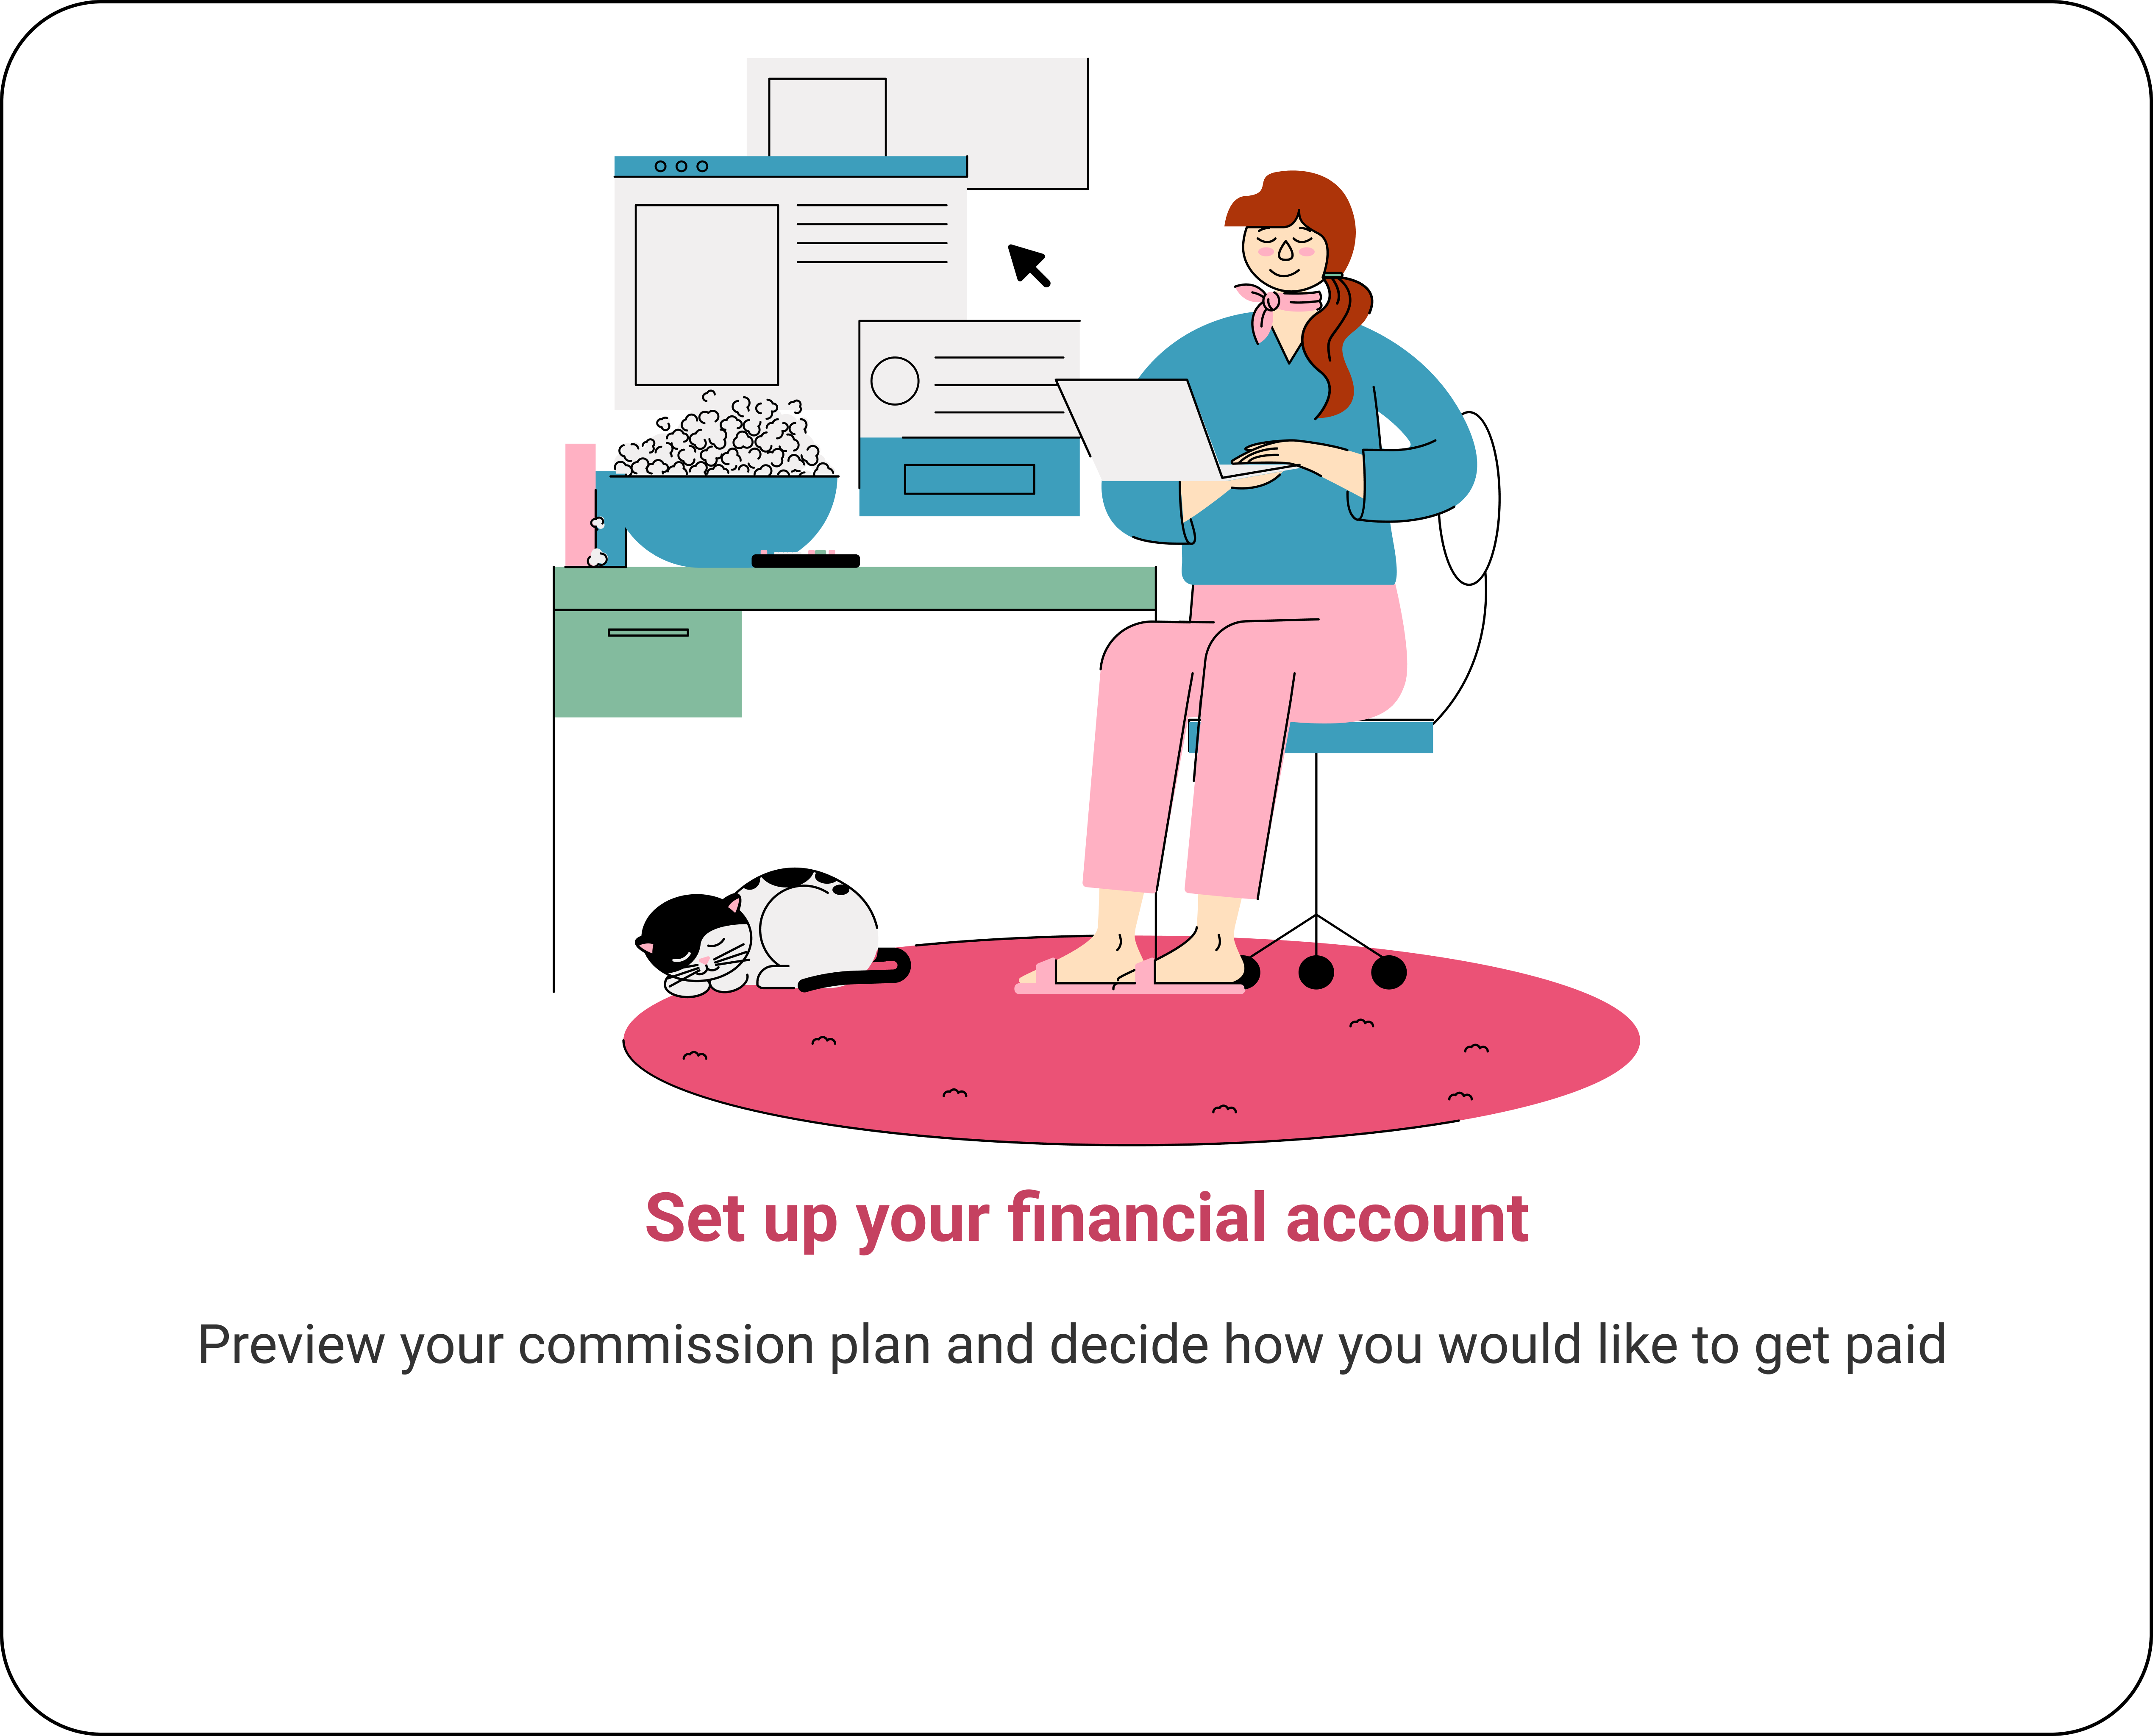 Set up your financial account
Preview your commission plan and decide how you would like to get paid